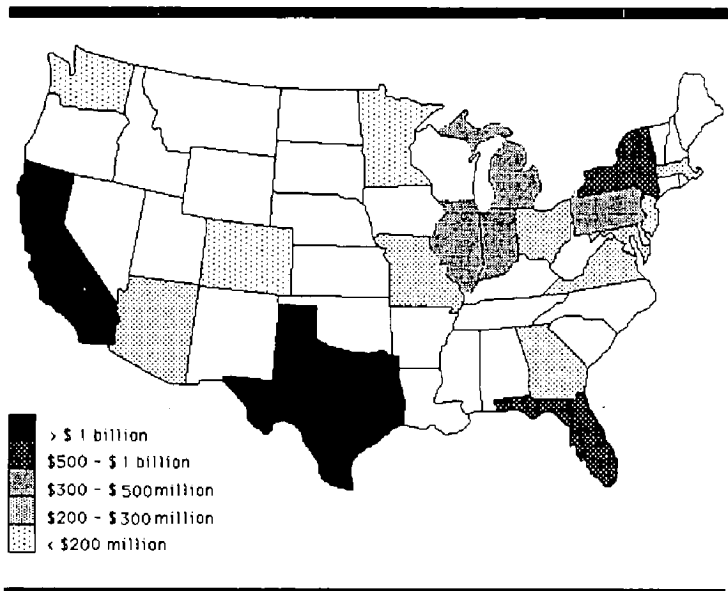 > $ 1 billion
$500 - $ 1 billion
$300 - $ 500 million
$200 - $ 300 million
< $200 million